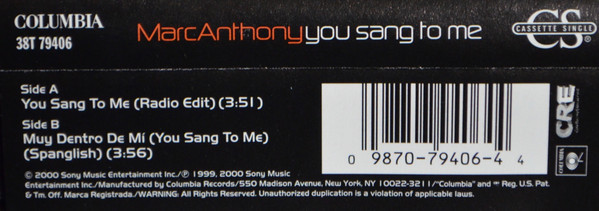 COLUMBIA
38T 79406
MarcAnthony you sang to me
CASSETTE SINGLE
CS
Side A
You Sang To Me (Radio Edit) (3:51)
Side B
Muy Dentro De Mí (You Sang To Me)
(Spanglish) (3:56)
0 9870-79406-4 4
CRE
COLUMBIA
© 2000 Sony Music Entertainment Inc./℗ 1999, 2000 Sony Music
Entertainment Inc./Manufactured by Columbia Records/550 Madison Avenue, New York, NY 10022-3211/"Columbia" and Reg. U.S. Pat.
& Tm. Off. Marca Registrada./WARNING: All Rights Reserved. Unauthorized duplication is a violation of applicable laws.